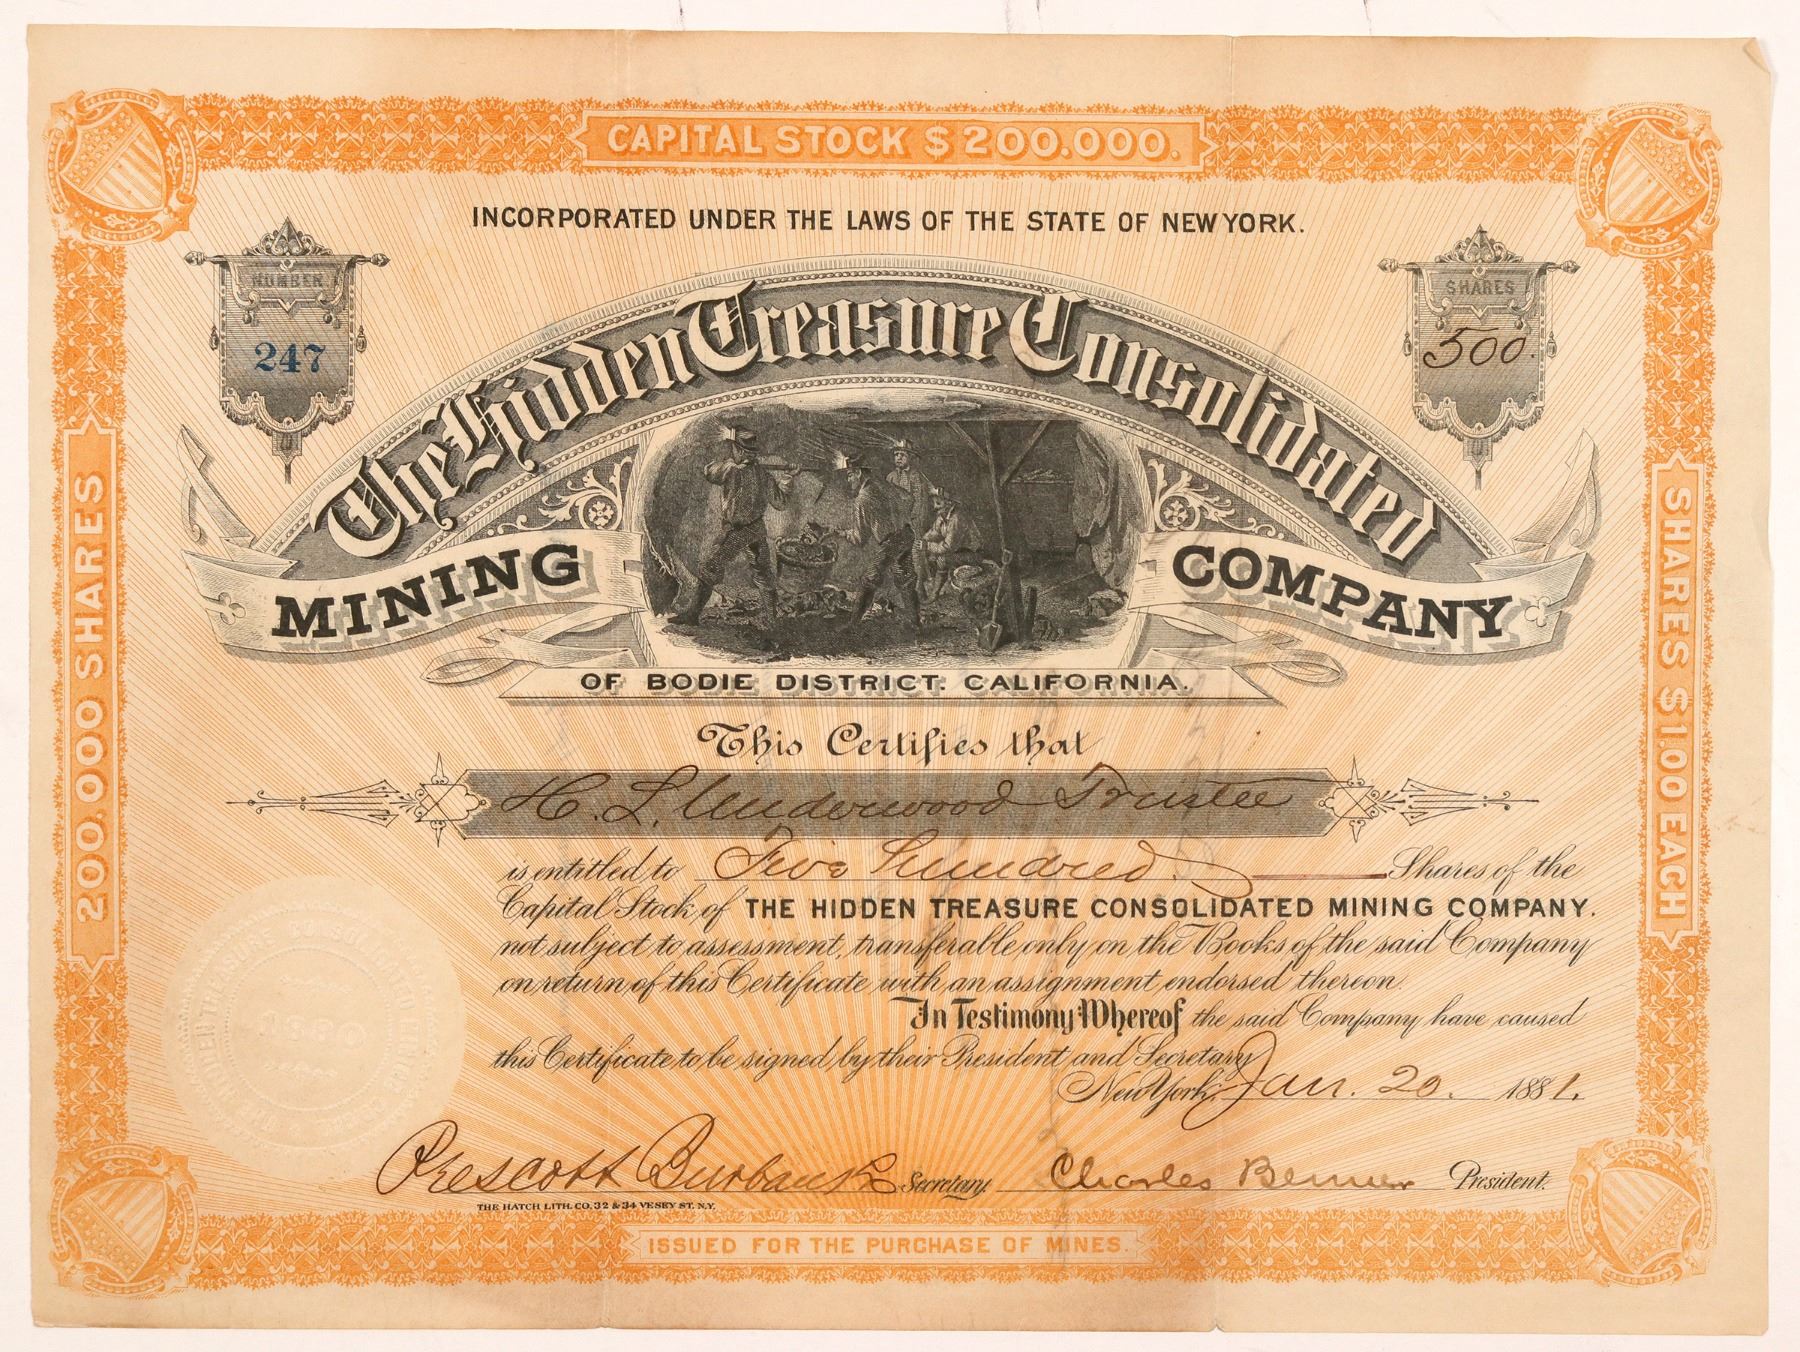 CAPITAL STOCK $200.000.
INCORPORATED UNDER THE LAWS OF THE STATE OF NEW YORK.
NUMBER
247
SHARES
500.
The Hidden Treasure Consolidated
MINING COMPANY
OF BODIE DISTRICT. CALIFORNIA.
200.000 SHARES
SHARES $1.00 EACH
This Certifies that
H. L. Underwood Trustee
is entitled to Five Hundred Shares of the
Capital Stock of THE HIDDEN TREASURE CONSOLIDATED MINING COMPANY.
not subject to assessment, transferable only on the Books of the said Company
on return of this Certificate with an assignment endorsed thereon.
In Testimony Whereof the said Company have caused
this Certificate to be signed by their President and Secretary
New York, Jan. 20. 1881.
Prescott Burbank Secretary. Charles Benner President.
THE HATCH LITH. CO. 32 & 34 VESEY ST. N.Y.
ISSUED FOR THE PURCHASE OF MINES.